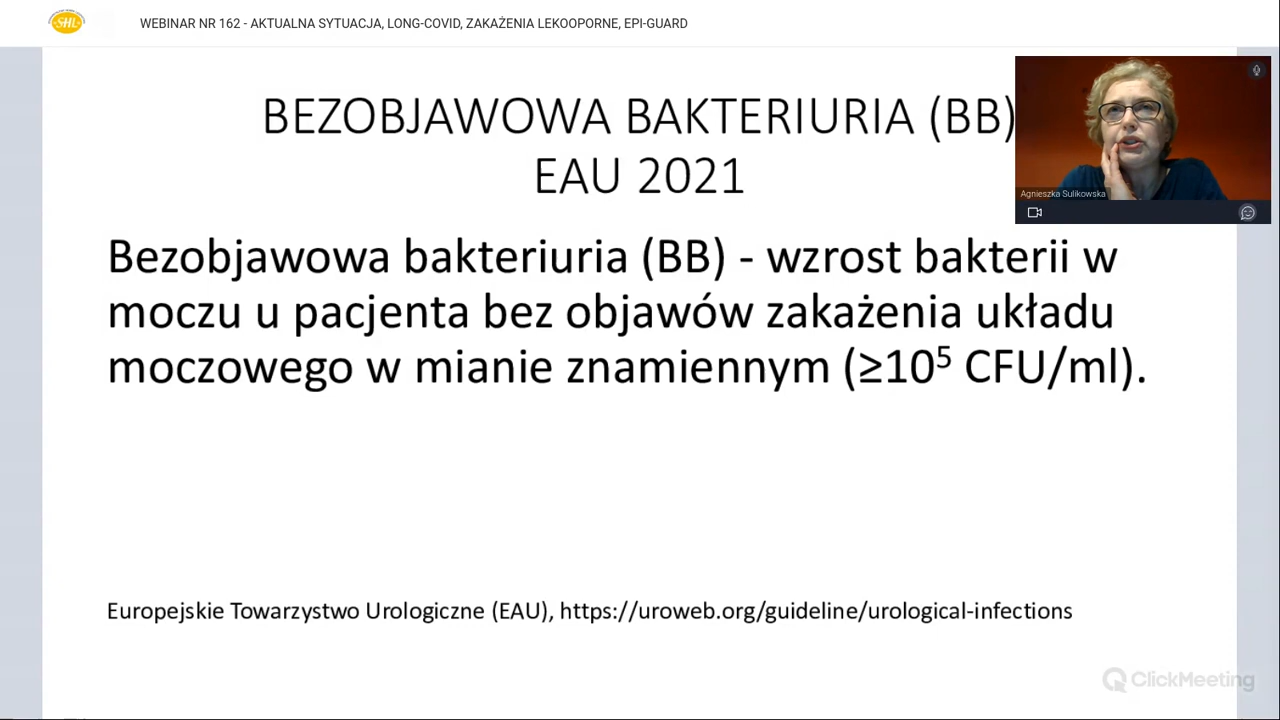 SHL
WEBINAR NR 162 - AKTUALNA SYTUACJA, LONG-COVID, ZAKAŻENIA LEKOOPORNE, EPI-GUARD
BEZOBJAWOWA BAKTERIURIA (BB)
EAU 2021
Agnieszka Sulikowska
Bezobjawowa bakteriuria (BB) - wzrost bakterii w
moczu u pacjenta bez objawów zakażenia układu
moczowego w mianie znamiennym (≥10⁵ CFU/ml).
Europejskie Towarzystwo Urologiczne (EAU), https://uroweb.org/guideline/urological-infections
ClickMeeting